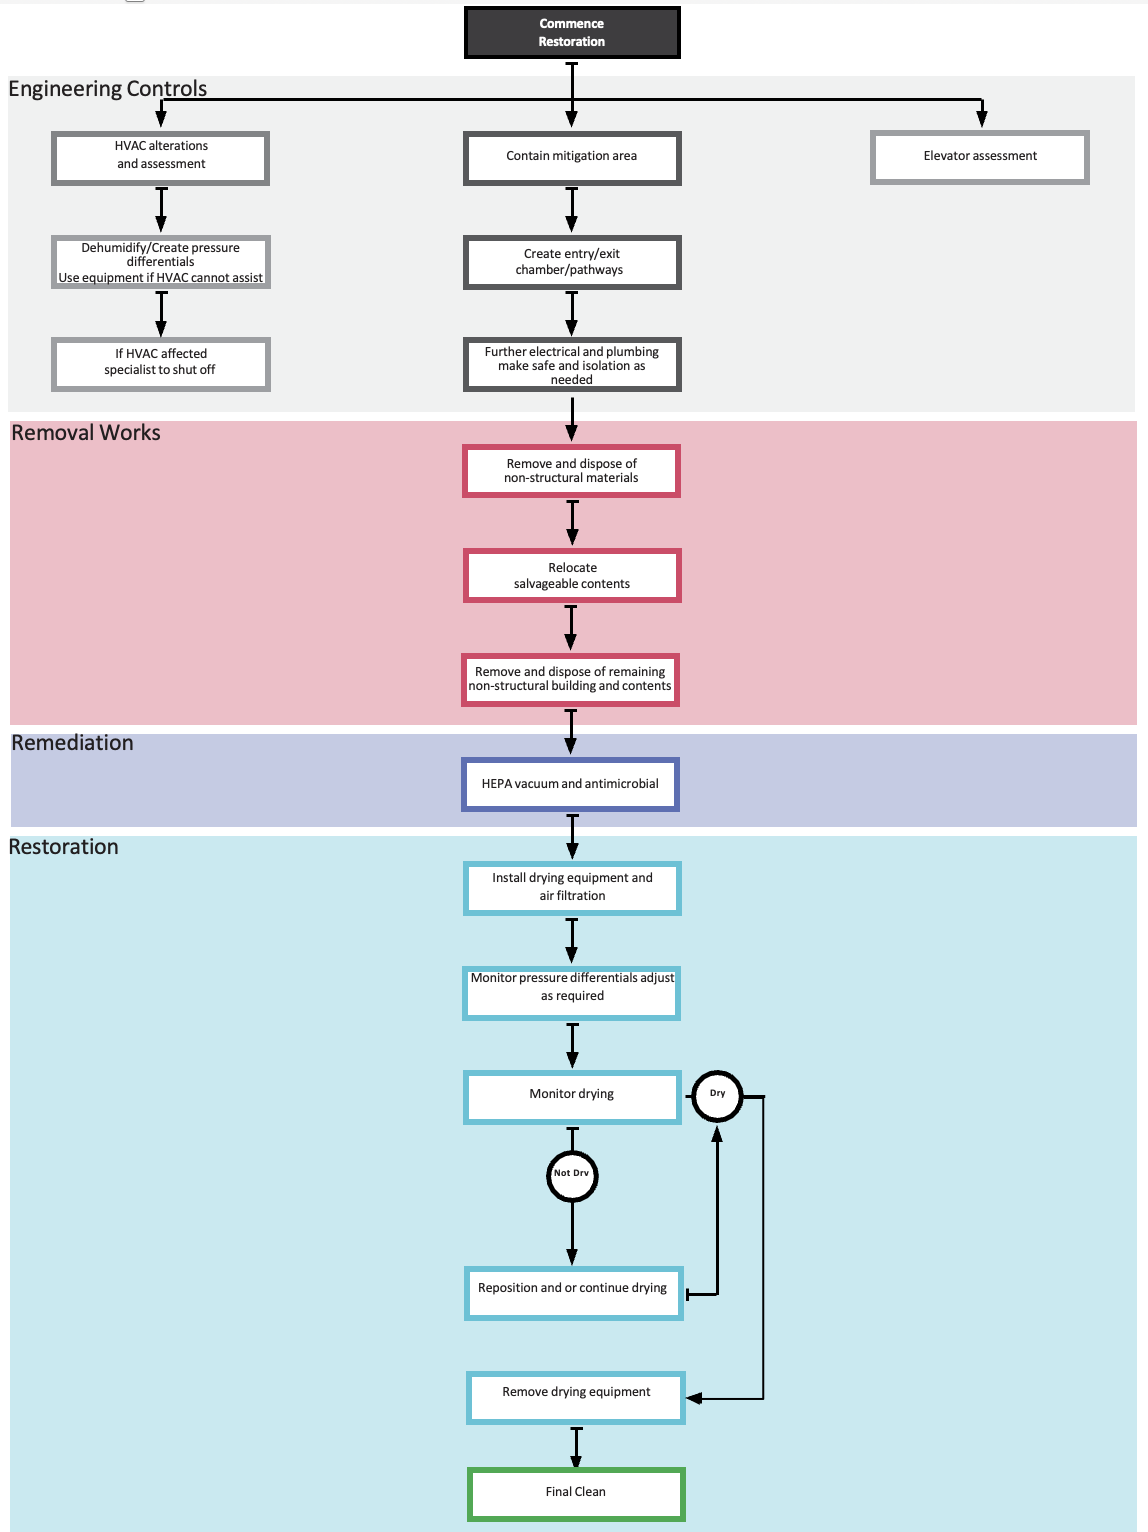 Commence
Restoration
Engineering Controls
HVAC alterations
and assessment
Contain mitigation area
Elevator assessment
Dehumidify/Create pressure
differentials
Use equipment if HVAC cannot assist
Create entry/exit
chamber/pathways
If HVAC affected
specialist to shut off
Further electrical and plumbing
make safe and isolation as
needed
Removal Works
Remove and dispose of
non-structural materials
Relocate
salvageable contents
Remove and dispose of remaining
non-structural building and contents
Remediation
HEPA vacuum and antimicrobial
Restoration
Install drying equipment and
air filtration
Monitor pressure differentials adjust
as required
Monitor drying
Dry
Not Dry
Reposition and or continue drying
Remove drying equipment
Final Clean